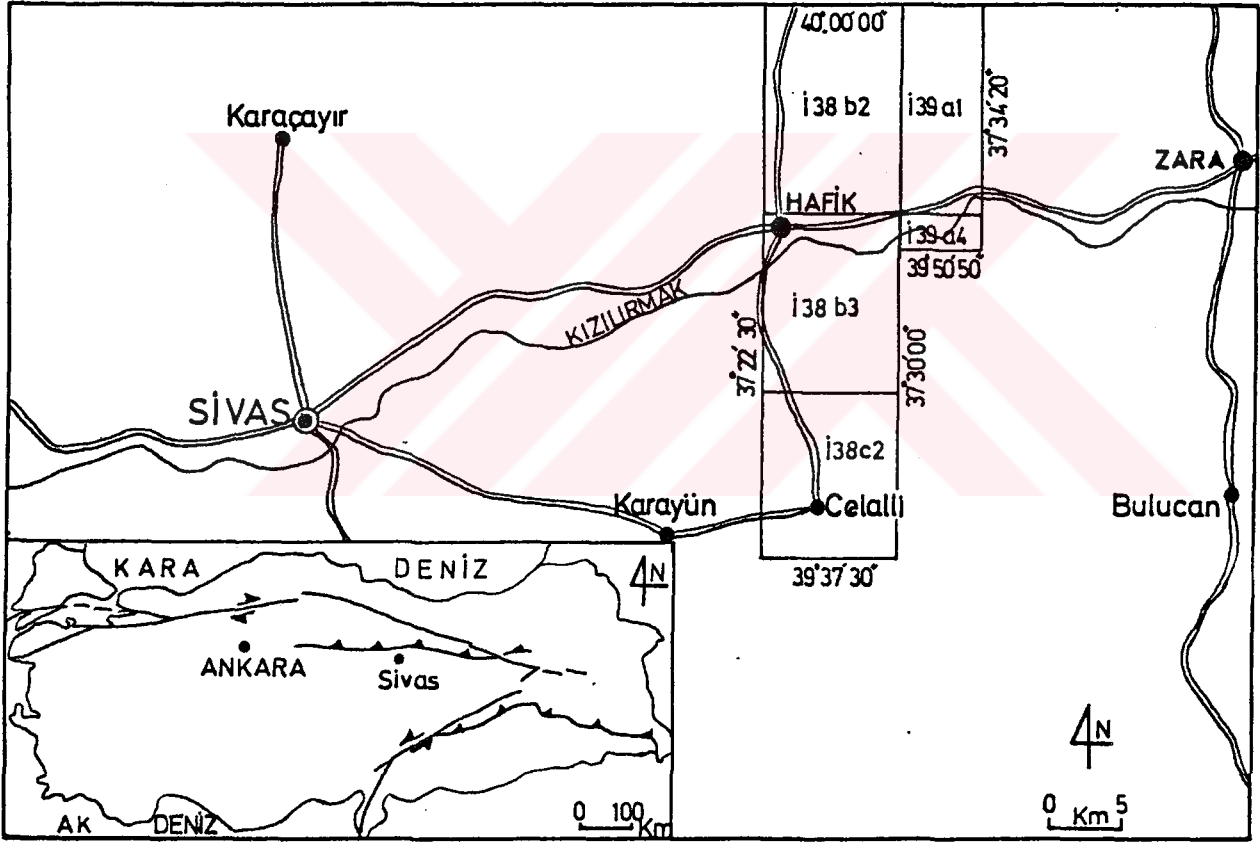 40°00'00"
İ38 b2
İ39 a1
37°34'20"
Karaçayır
ZARA
HAFİK
İ39 a4
39°50'50"
KIZILIRMAK
İ38 b3
37°22'30"
37°30'00"
SİVAS
İ38c2
Karayün
Celalli
Bulucan
39°37'30"
KARA DENİZ
N
ANKARA
Sivas
N
0 100 Km
0 Km 5
AK DENİZ